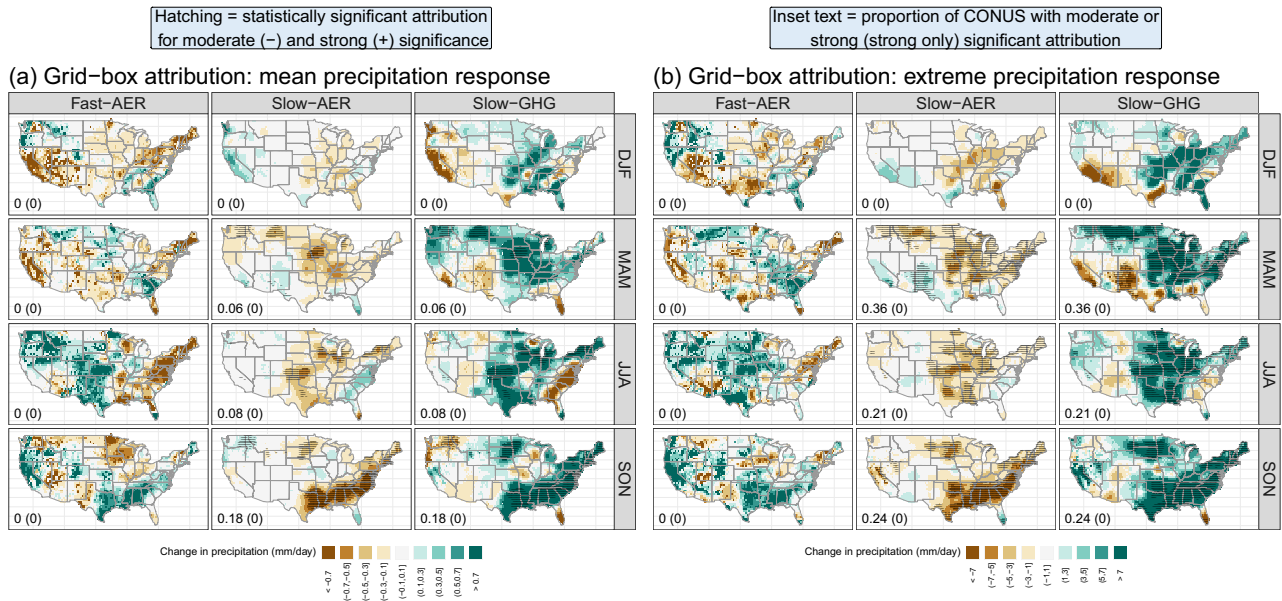 Hatching = statistically significant attribution
for moderate (−) and strong (+) significance
Inset text = proportion of CONUS with moderate or
strong (strong only) significant attribution
(a) Grid−box attribution: mean precipitation response
Fast−AER
Slow−AER
Slow−GHG
0 (0)
0 (0)
0 (0)
DJF
0 (0)
0.06 (0)
0.06 (0)
MAM
0 (0)
0.08 (0)
0.08 (0)
JJA
0 (0)
0.18 (0)
0.18 (0)
SON
Change in precipitation (mm/day)
< −0.7
(−0.7,−0.5]
(−0.5,−0.3]
(−0.3,−0.1]
(−0.1,0.1]
(0.1,0.3]
(0.3,0.5]
(0.5,0.7]
> 0.7
(b) Grid−box attribution: extreme precipitation response
Fast−AER
Slow−AER
Slow−GHG
0 (0)
0 (0)
0 (0)
DJF
0 (0)
0.36 (0)
0.36 (0)
MAM
0 (0)
0.21 (0)
0.21 (0)
JJA
0 (0)
0.24 (0)
0.24 (0)
SON
Change in precipitation (mm/day)
< −7
(−7,−5]
(−5,−3]
(−3,−1]
(−1,1]
(1,3]
(3,5]
(5,7]
> 7